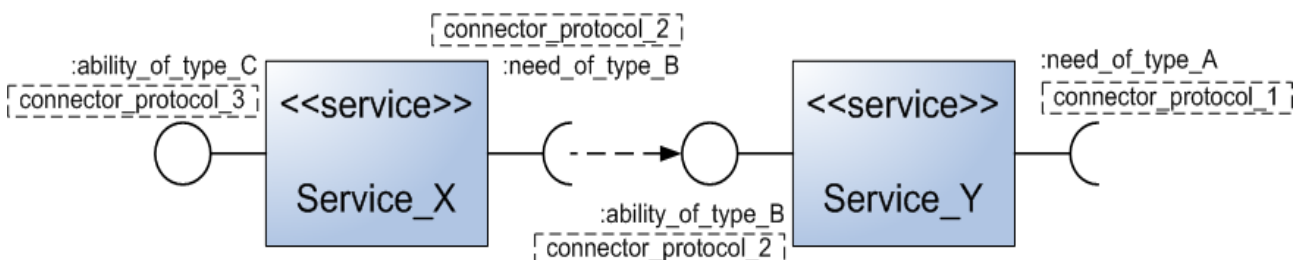 connector_protocol_2
:ability_of_type_C
:need_of_type_B
:need_of_type_A
connector_protocol_3
<<service>>
<<service>>
connector_protocol_1
Service_X
Service_Y
:ability_of_type_B
connector_protocol_2